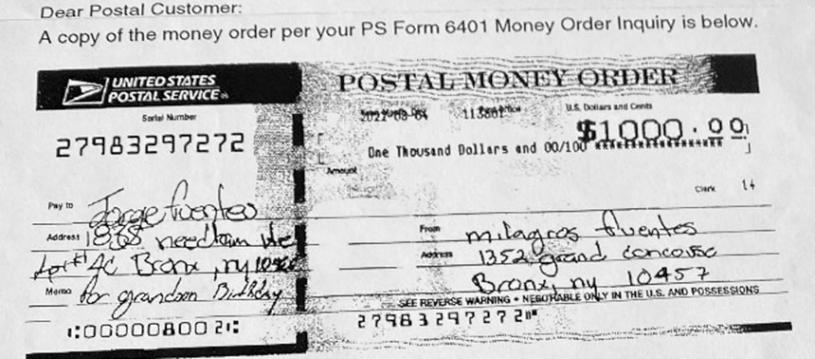 Dear Postal Customer:
A copy of the money order per your PS Form 6401 Money Order Inquiry is below.
UNITED STATES
POSTAL SERVICE
POSTAL MONEY ORDER
Serial Number
U.S. Dollars and Cents
27983297272
$1000.00
One Thousand Dollars and 00/100
Amount
Clerk 14
Pay to Jorge fuentes
From milagros fuentes
Address
Address 1352 grand concourse
Apt# 4C Bronx, ny
Bronx, ny 10457
Memo for grandson Birthday
SEE REVERSE WARNING • NEGOTIABLE ONLY IN THE U.S. AND POSSESSIONS
⑆000008002⑆
27983297272⑈